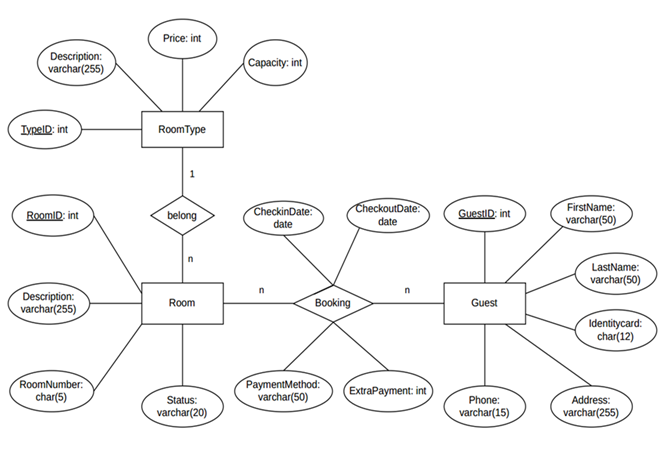 Price: int
Description:
varchar(255)
Capacity: int
TypeID: int
RoomType
1
belong
RoomID: int
CheckinDate:
date
CheckoutDate:
date
GuestID: int
FirstName:
varchar(50)
n
LastName:
varchar(50)
Description:
varchar(255)
Room
n
Booking
n
Guest
Identitycard:
char(12)
RoomNumber:
char(5)
Status:
varchar(20)
PaymentMethod:
varchar(50)
ExtraPayment: int
Phone:
varchar(15)
Address:
varchar(255)